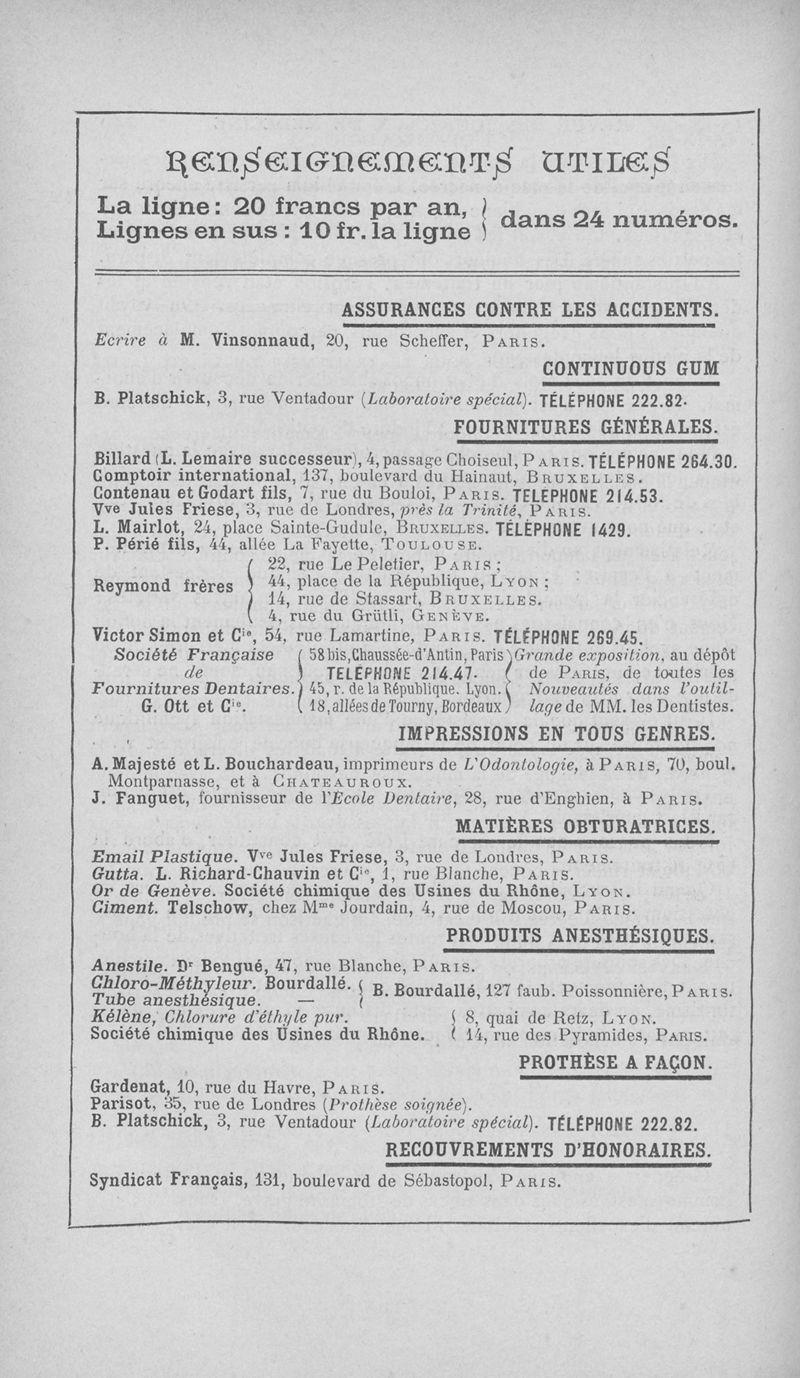 Renseignements utiles
La ligne: 20 francs par an, } dans 24 numéros.
Lignes en sus : 10 fr. la ligne
ASSURANCES CONTRE LES ACCIDENTS.
Ecrire à M. Vinsonnaud, 20, rue Scheffer, PARIS.
CONTINUOUS GUM
B. Platschick, 3, rue Ventadour (Laboratoire spécial). TÉLÉPHONE 222.82.
FOURNITURES GÉNÉRALES.
Billard (L. Lemaire successeur), 4, passage Choiseul, PARIS. TÉLÉPHONE 264.30.
Comptoir international, 137, boulevard du Hainaut, BRUXELLES.
Contenau et Godart fils, 7, rue du Bouloi, PARIS. TELEPHONE 214.53.
Vve Jules Friese, 3, rue de Londres, près la Trinité, PARIS.
L. Mairlot, 24, place Sainte-Gudule, BRUXELLES. TÉLÉPHONE 1429.
P. Périé fils, 44, allée La Fayette, TOULOUSE.
Reymond frères { 22, rue Le Peletier, PARIS ;
44, place de la République, LYON ;
14, rue de Stassart, BRUXELLES.
4, rue du Grütli, GENÈVE.
Victor Simon et Cie, 54, rue Lamartine, PARIS. TÉLÉPHONE 269.45.
Société Française { 58 bis, Chaussée-d'Antin, Paris } Grande exposition, au dépôt
de TELÉPHONE 214.47. de PARIS, de toutes les
Fournitures Dentaires. 45, r. de la République. Lyon. Nouveautés dans l'outil-
G. Ott et Cie. 18, allées de Tourny, Bordeaux lage de MM. les Dentistes.
IMPRESSIONS EN TOUS GENRES.
A. Majesté et L. Bouchardeau, imprimeurs de L'Odontologie, à PARIS, 70, boul.
Montparnasse, et à CHATEAUROUX.
J. Fanguet, fournisseur de l'Ecole Dentaire, 28, rue d'Enghien, à PARIS.
MATIÈRES OBTURATRICES.
Email Plastique. Vve Jules Friese, 3, rue de Londres, PARIS.
Gutta. L. Richard-Chauvin et Cie, 1, rue Blanche, PARIS.
Or de Genève. Société chimique des Usines du Rhône, LYON.
Ciment. Telschow, chez Mme Jourdain, 4, rue de Moscou, PARIS.
PRODUITS ANESTHÉSIQUES.
Anestile. Dr Bengué, 47, rue Blanche, PARIS.
Chloro-Méthyleur. Bourdallé. { B. Bourdallé, 127 faub. Poissonnière, PARIS.
Tube anesthésique. —
Kélène, Chlorure d'éthyle pur. { 8, quai de Retz, LYON.
Société chimique des Usines du Rhône. 14, rue des Pyramides, PARIS.
PROTHÈSE A FAÇON.
Gardenat, 10, rue du Havre, PARIS.
Parisot, 35, rue de Londres (Prothèse soignée).
B. Platschick, 3, rue Ventadour (Laboratoire spécial). TÉLÉPHONE 222.82.
RECOUVREMENTS D'HONORAIRES.
Syndicat Français, 131, boulevard de Sébastopol, PARIS.